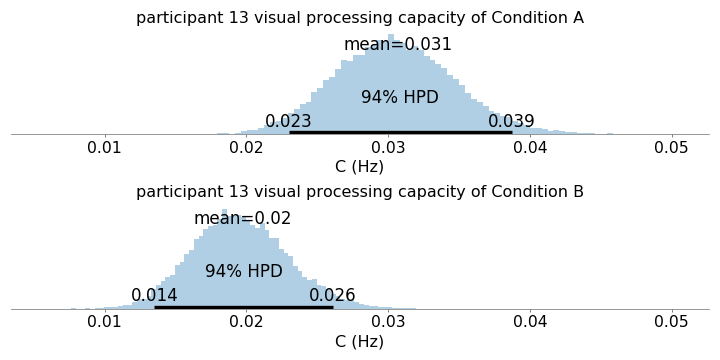 participant 13 visual processing capacity of Condition A
mean=0.031
94% HPD
0.023 0.039
0.01 0.02 0.03 0.04 0.05
C (Hz)
participant 13 visual processing capacity of Condition B
mean=0.02
94% HPD
0.014 0.026
0.01 0.02 0.03 0.04 0.05
C (Hz)